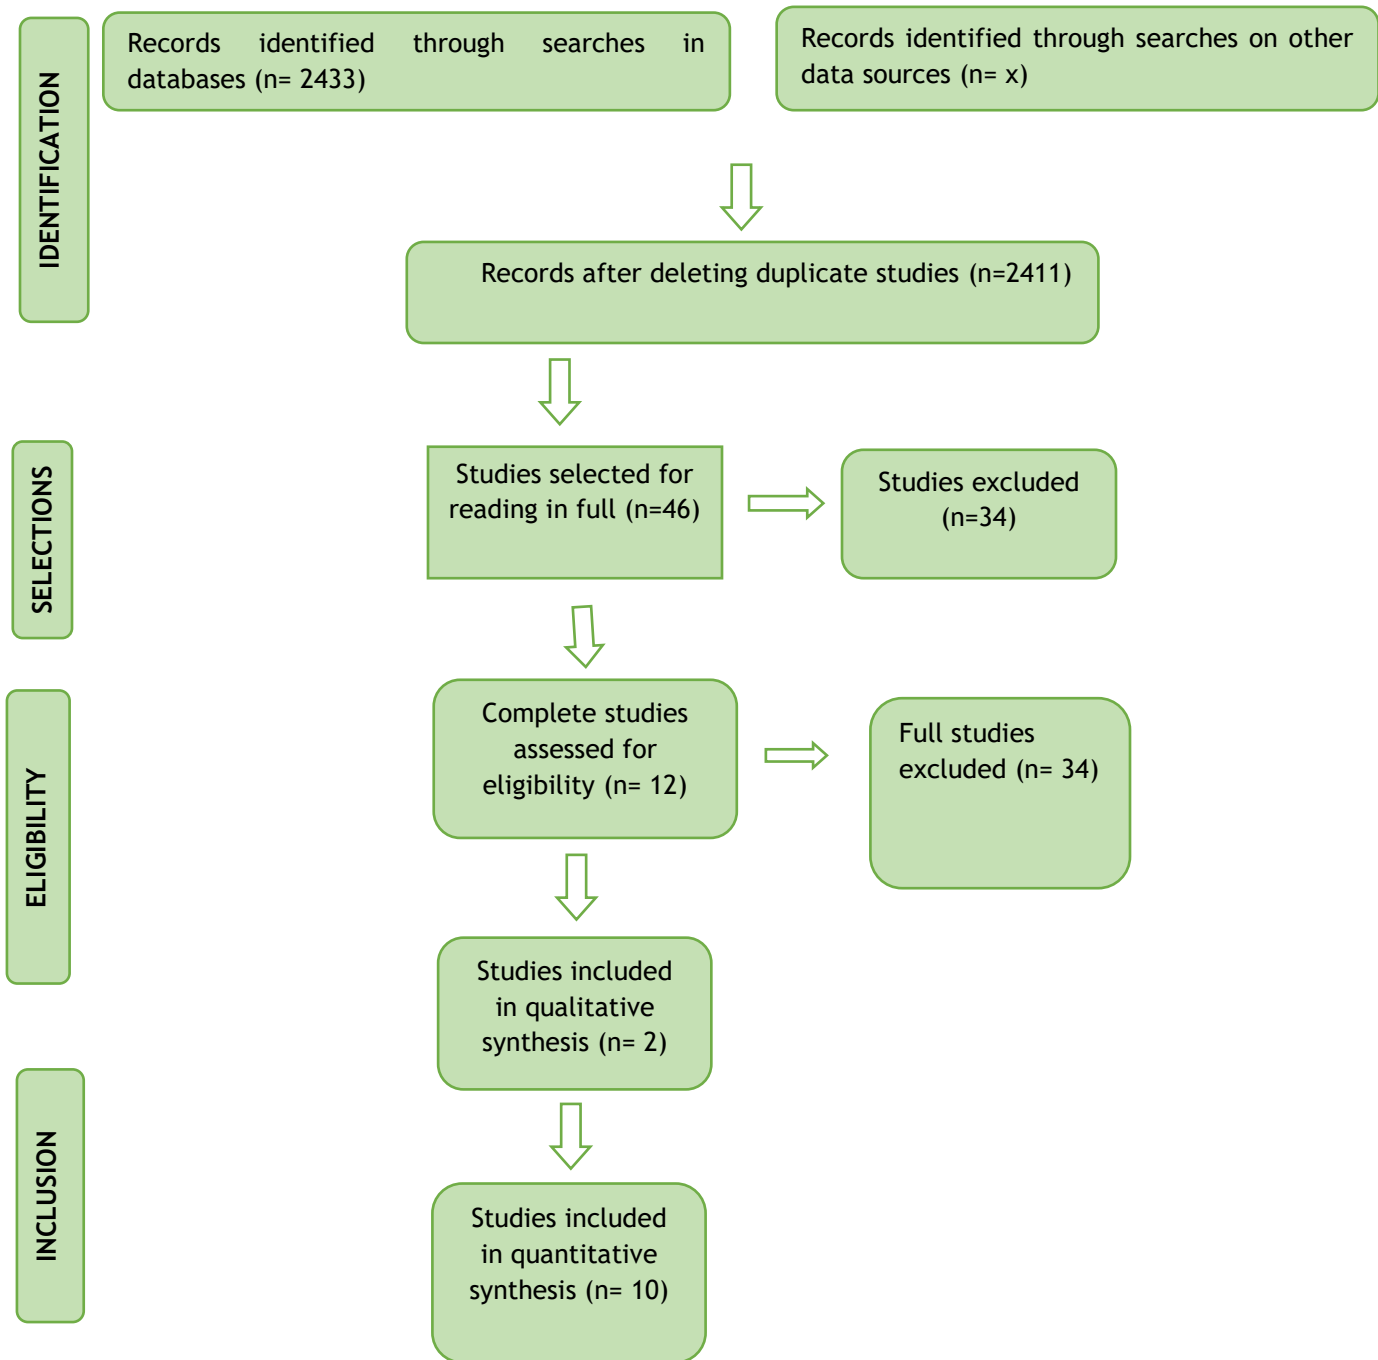 IDENTIFICATION
Records identified through searches in
databases (n= 2433)
Records identified through searches on other
data sources (n= x)
Records after deleting duplicate studies (n=2411)
SELECTIONS
Studies selected for
reading in full (n=46)
Studies excluded
(n=34)
ELIGIBILITY
Complete studies
assessed for
eligibility (n= 12)
Full studies
excluded (n= 34)
Studies included
in qualitative
synthesis (n= 2)
INCLUSION
Studies included
in quantitative
synthesis (n= 10)